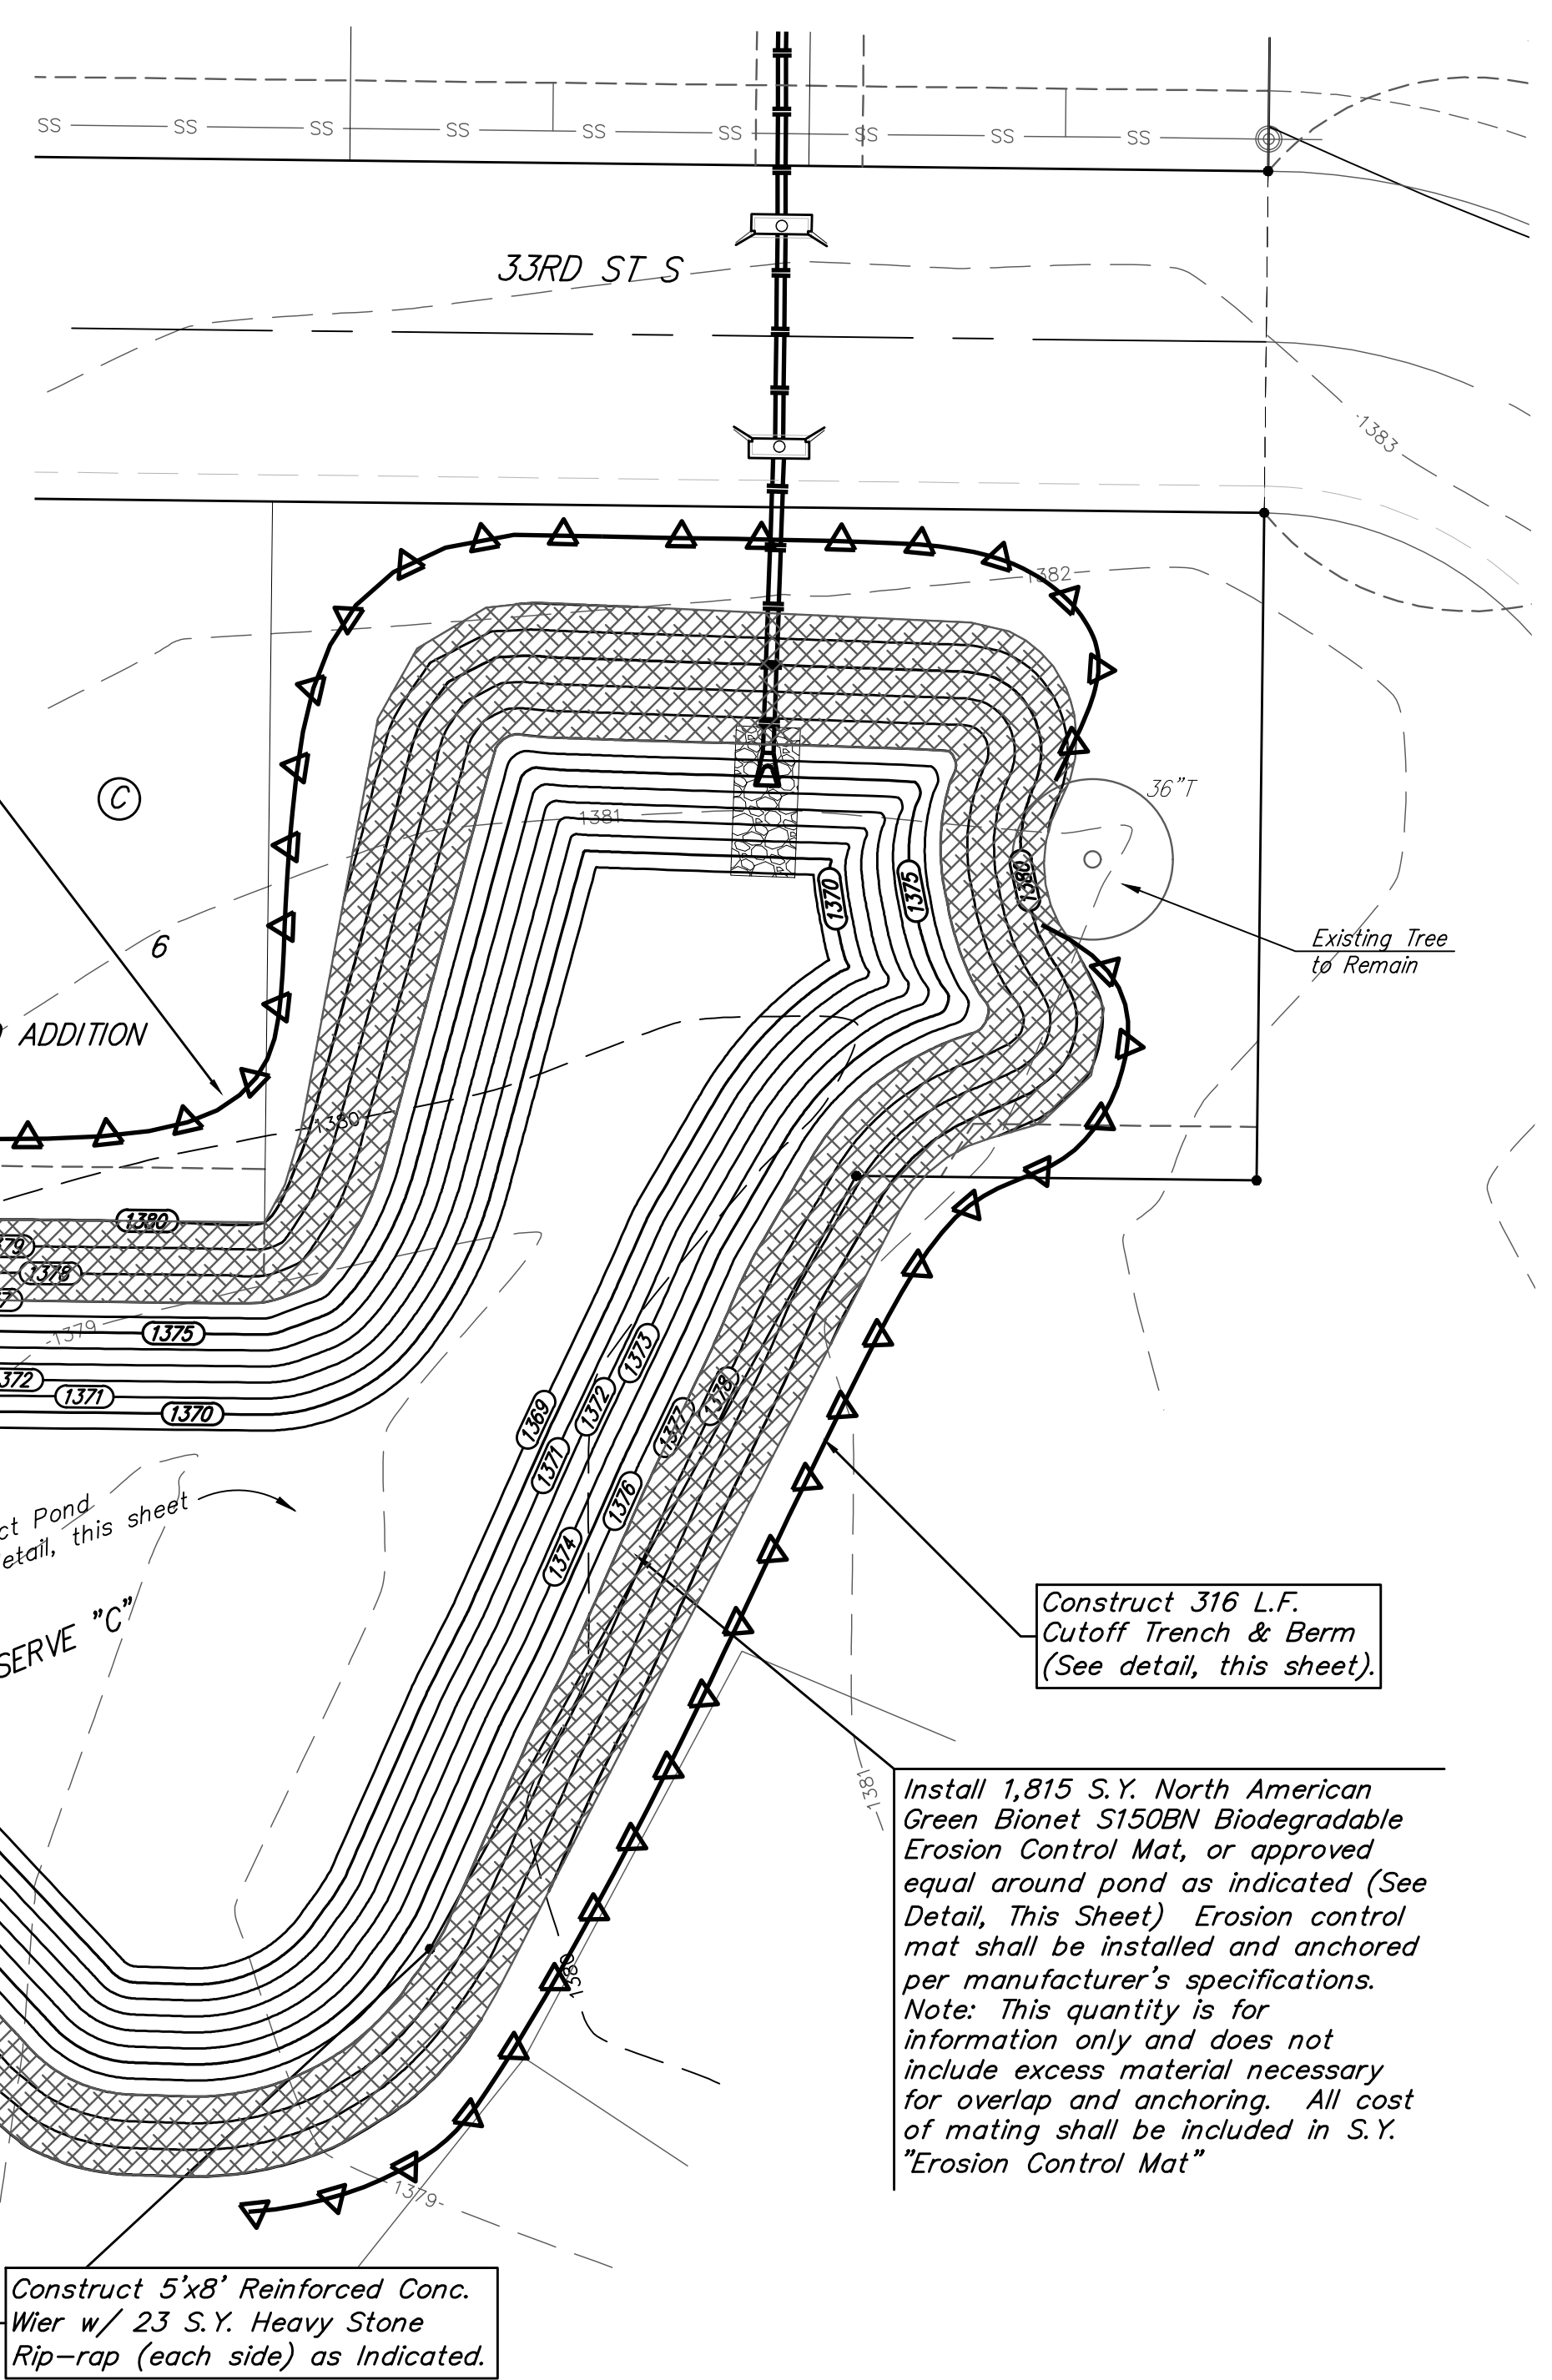 SS SS SS SS SS SS SS SS SS
33RD ST S
-1383
1382
C
36"T
1381
1370
1375
1380
6
Existing Tree
to Remain
ADDITION
-1380
1380
1378
-1379
1375
1372
1371
1370
1369
1371
1372
1373
1374
1376
1377
1378
Pond
, this sheet
"C"
Construct 316 L.F.
Cutoff Trench & Berm
(See detail, this sheet).
-1381-
Install 1,815 S.Y. North American
Green Bionet S150BN Biodegradable
Erosion Control Mat, or approved
equal around pond as indicated (See
Detail, This Sheet) Erosion control
mat shall be installed and anchored
per manufacturer's specifications.
Note: This quantity is for
information only and does not
include excess material necessary
for overlap and anchoring. All cost
of mating shall be included in S.Y.
"Erosion Control Mat"
1380
-1379-
Construct 5'x8' Reinforced Conc.
Wier w/ 23 S.Y. Heavy Stone
Rip-rap (each side) as Indicated.